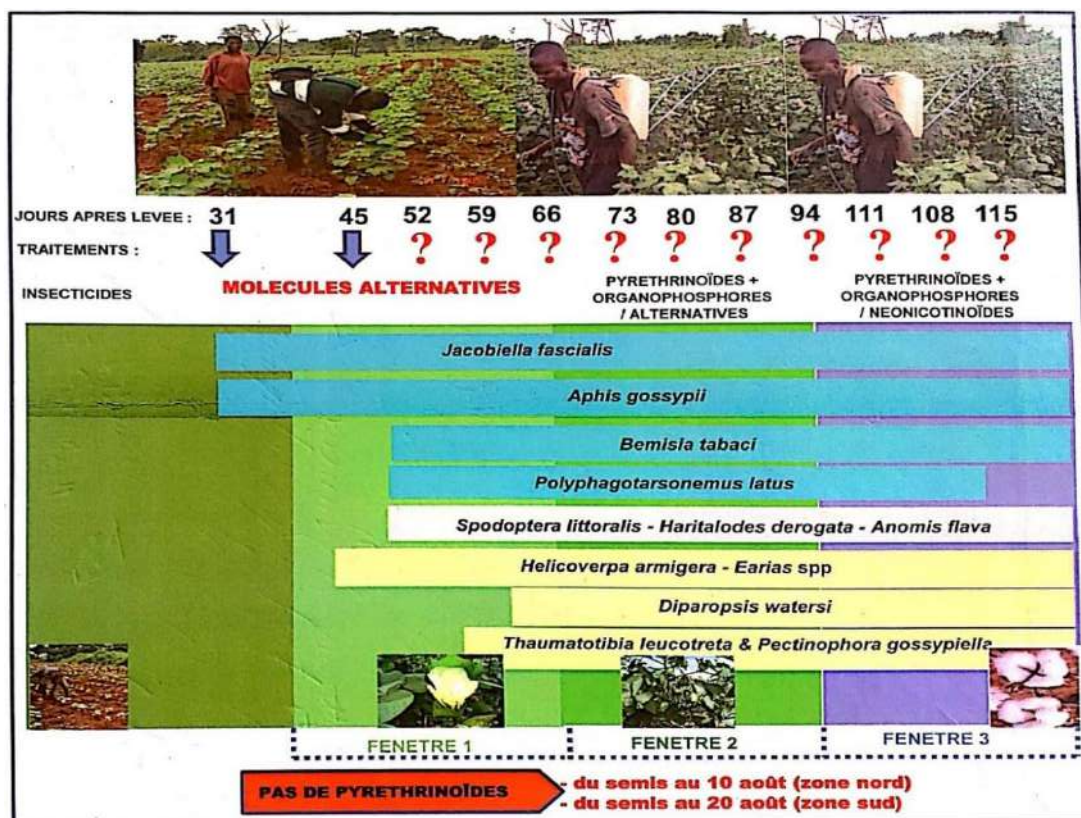 JOURS APRES LEVEE : 31 45 52 59 66 73 80 87 94 111 108 115
TRAITEMENTS : ? ? ? ? ? ? ? ? ? ?
INSECTICIDES
MOLECULES ALTERNATIVES
PYRETHRINOÏDES +
ORGANOPHOSPHORES
/ ALTERNATIVES
PYRETHRINOÏDES +
ORGANOPHOSPHORES
/ NEONICOTINOÏDES
Jacobiella fascialis
Aphis gossypii
Bemisia tabaci
Polyphagotarsonemus latus
Spodoptera littoralis - Haritalodes derogata - Anomis flava
Helicoverpa armigera - Earias spp
Diparopsis watersi
Thaumatotibia leucotreta & Pectinophora gossypiella
FENETRE 1
FENETRE 2
FENETRE 3
PAS DE PYRETHRINOÏDES
- du semis au 10 août (zone nord)
- du semis au 20 août (zone sud)